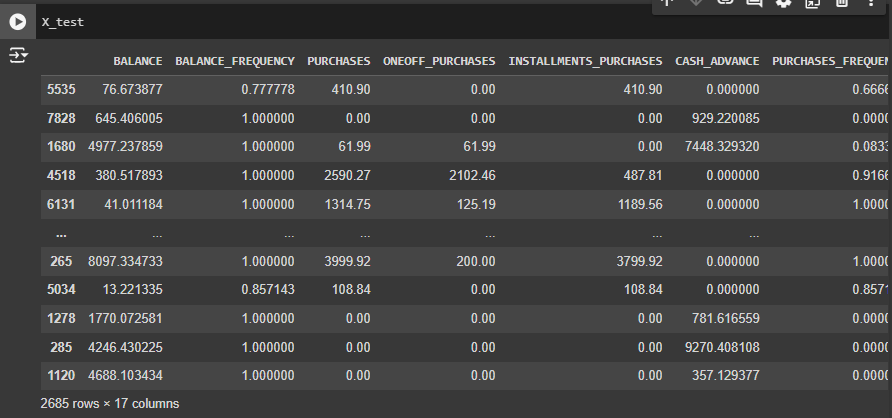 X_test
BALANCE BALANCE_FREQUENCY PURCHASES ONEOFF_PURCHASES INSTALLMENTS_PURCHASES CASH_ADVANCE PURCHASES_FREQUEN
5535 76.673877 0.777778 410.90 0.00 410.90 0.000000 0.6666
7828 645.406005 1.000000 0.00 0.00 0.00 929.220085 0.0000
1680 4977.237859 1.000000 61.99 61.99 0.00 7448.329320 0.0833
4518 380.517893 1.000000 2590.27 2102.46 487.81 0.000000 0.9166
6131 41.011184 1.000000 1314.75 125.19 1189.56 0.000000 1.0000
... ... ... ... ... ... ...
265 8097.334733 1.000000 3999.92 200.00 3799.92 0.000000 1.0000
5034 13.221335 0.857143 108.84 0.00 108.84 0.000000 0.8571
1278 1770.072581 1.000000 0.00 0.00 0.00 781.616559 0.0000
285 4246.430225 1.000000 0.00 0.00 0.00 9270.408108 0.0000
1120 4688.103434 1.000000 0.00 0.00 0.00 357.129377 0.0000
2685 rows × 17 columns